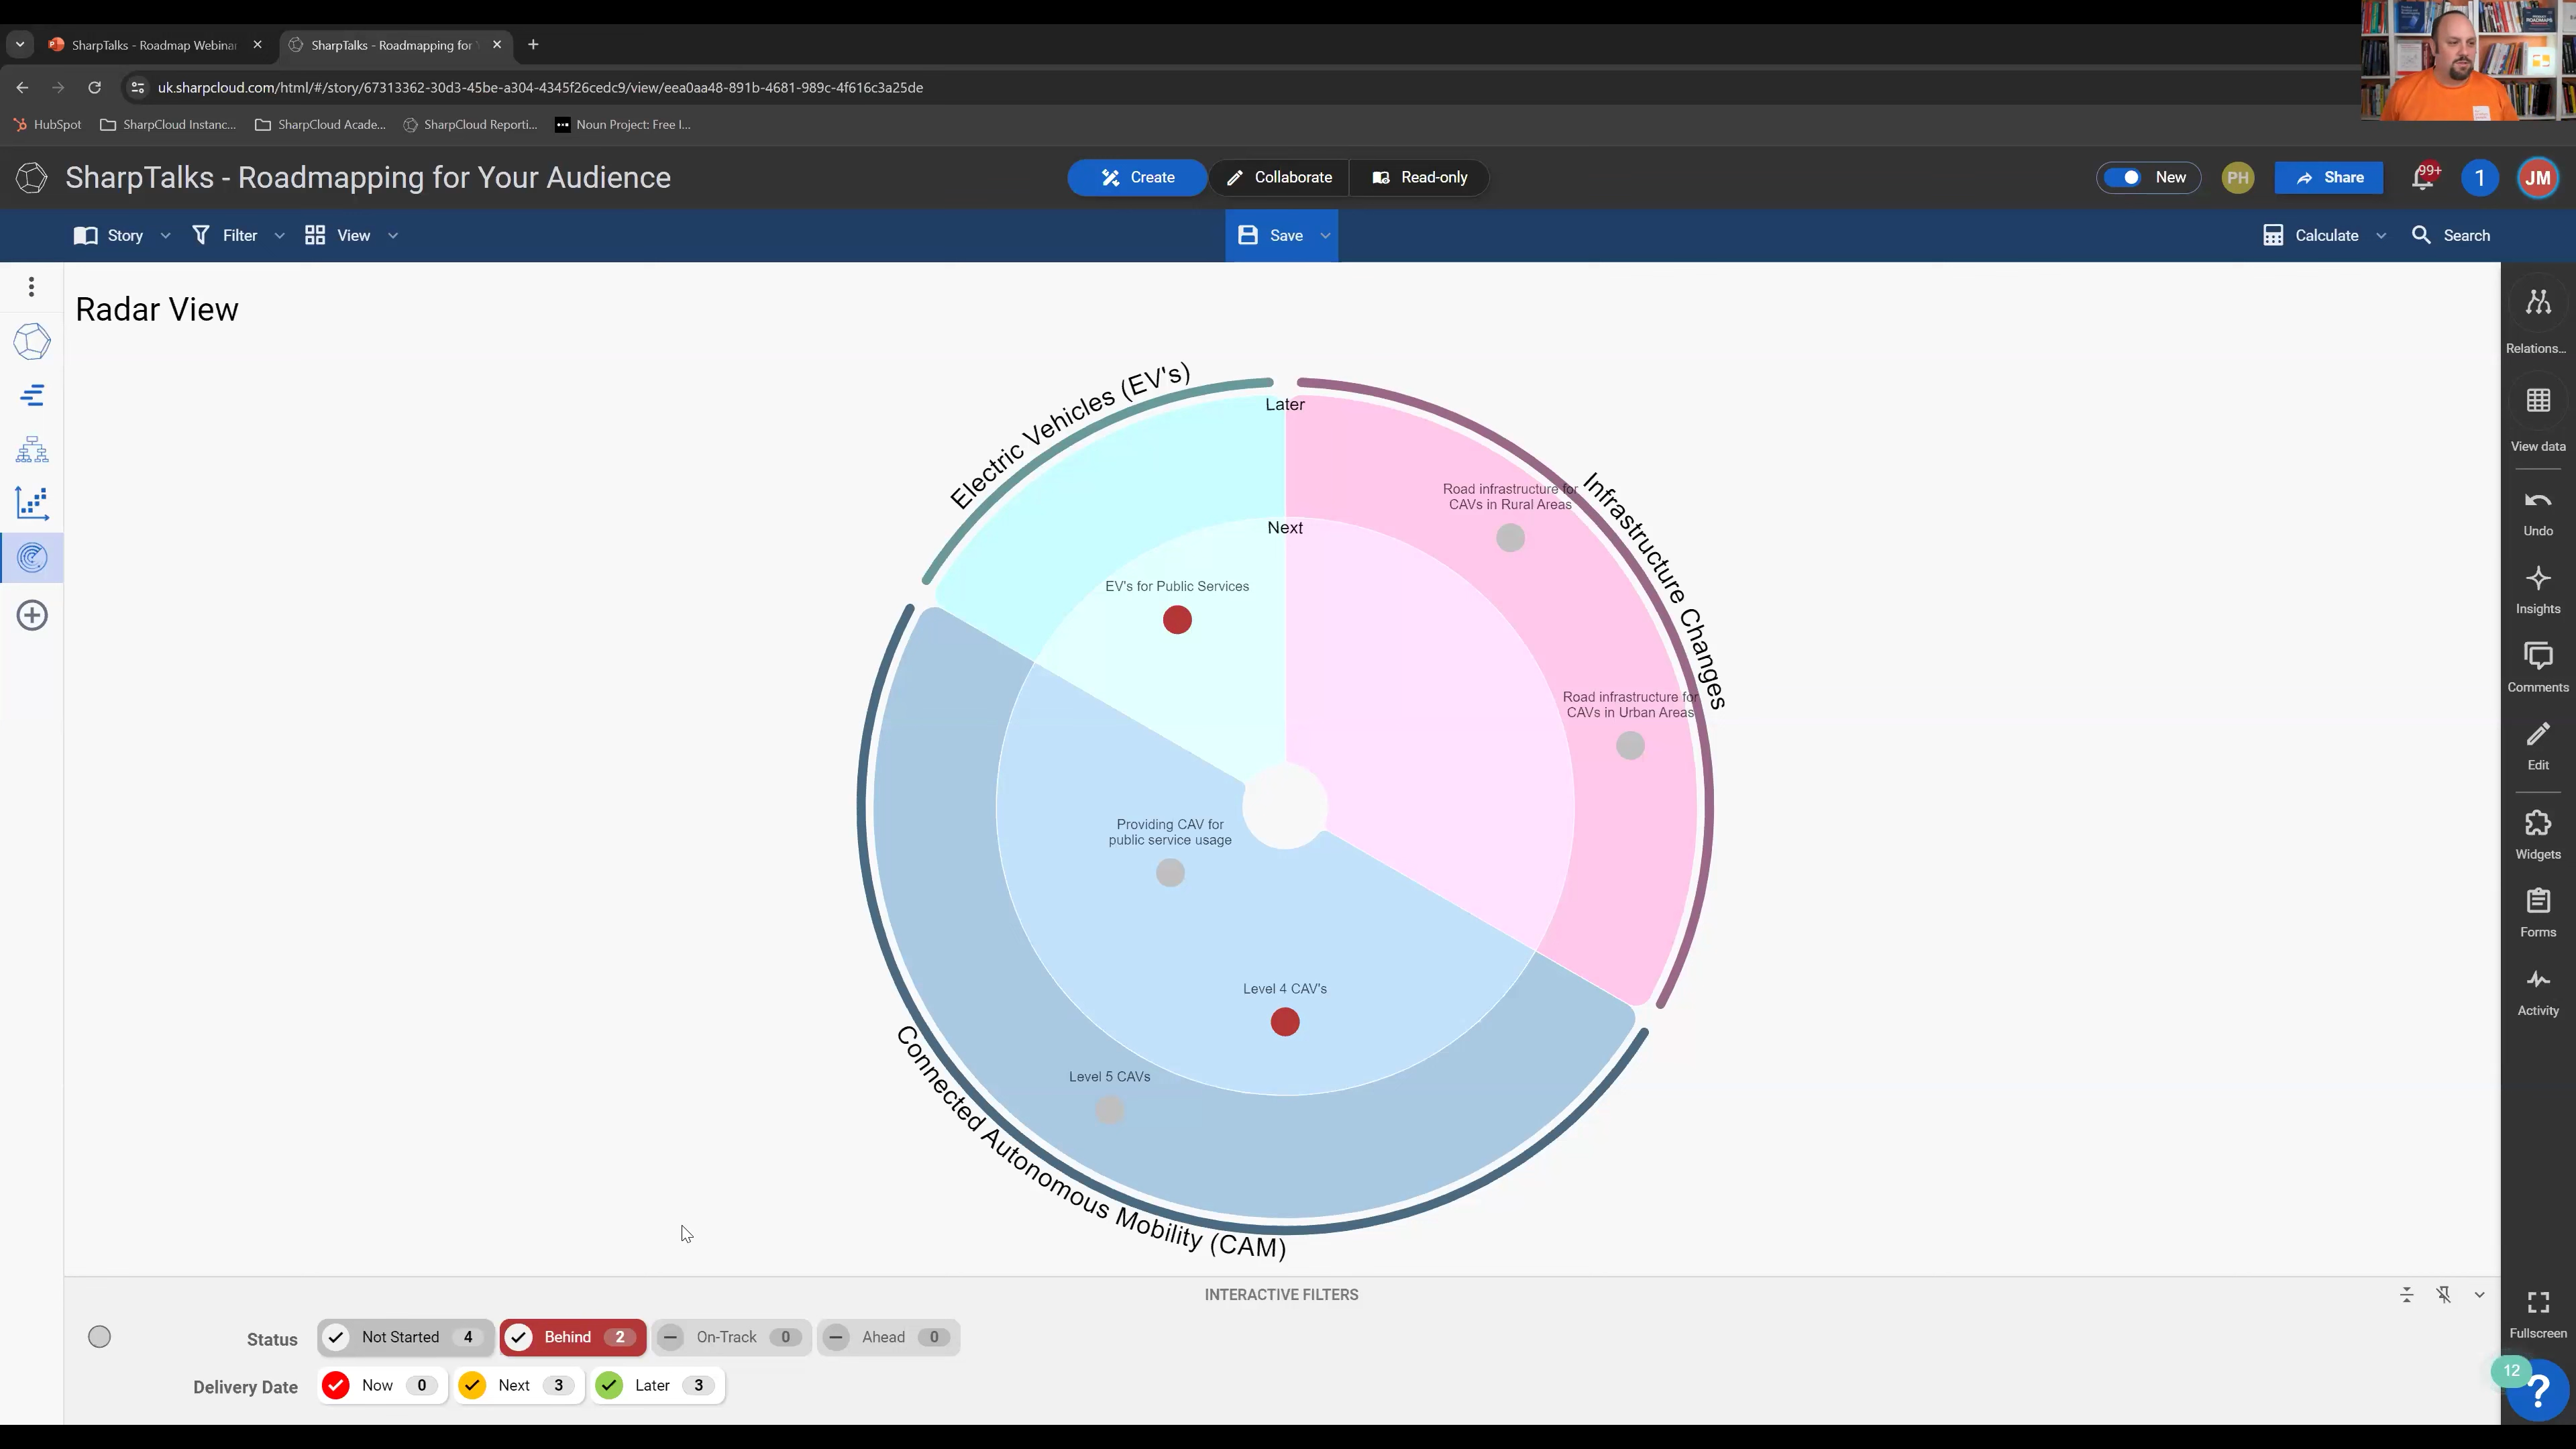 SharpTalks - Roadmap Webinar
SharpTalks - Roadmapping for
uk.sharpcloud.com/html/#/story/67313362-30d3-45be-a304-4345f26cedc9/view/eea0aa48-891b-4681-989c-4f616c3a25de
HubSpot
SharpCloud Instanc...
SharpCloud Acade...
SharpCloud Reporti...
Noun Project: Free I...
SharpTalks - Roadmapping for Your Audience
Create
Collaborate
Read-only
New
PH
Share
99+
1
JM
Story
Filter
View
Save
Calculate
Search
Radar View
Electric Vehicles (EV's)
Later
Next
Infrastructure Changes
Road infrastructure for
CAVs in Rural Areas
EV's for Public Services
Road infrastructure for
CAVs in Urban Areas
Providing CAV for
public service usage
Level 4 CAV's
Level 5 CAVs
Connected Autonomous Mobility (CAM)
Relations...
View data
Undo
Insights
Comments
Edit
Widgets
Forms
Activity
Fullscreen
12
?
INTERACTIVE FILTERS
Status
Not Started 4
Behind 2
On-Track 0
Ahead 0
Delivery Date
Now 0
Next 3
Later 3